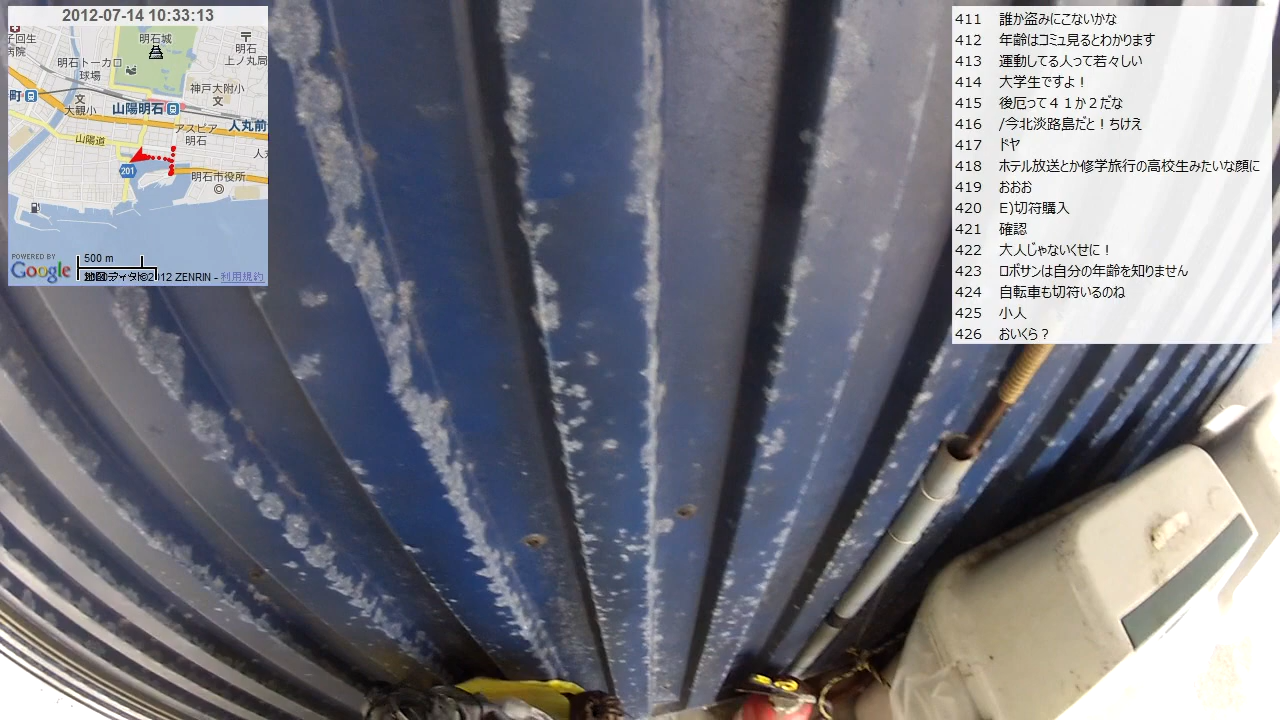 2012-07-14 10:33:13
子回生
病院
明石城
明石
上ノ丸局
明石トーカロ
球場
神戸大附小
文
町
文
大観小
山陽明石
人丸前
アスピア
明石
山陽道
201
明石市役所
POWERED BY
Google
500 m
地図データ ©2012 ZENRIN - 利用規約
411 誰か盗みにこないかな
412 年齢はコミュ見るとわかります
413 運動してる人って若々しい
414 大学生ですよ！
415 後厄って４１か２だな
416 /今北淡路島だと！ちけえ
417 ドヤ
418 ホテル放送とか修学旅行の高校生みたいな顔に
419 おおお
420 E)切符購入
421 確認
422 大人じゃないくせに！
423 ロボサンは自分の年齢を知りません
424 自転車も切符いるのね
425 小人
426 おいくら？